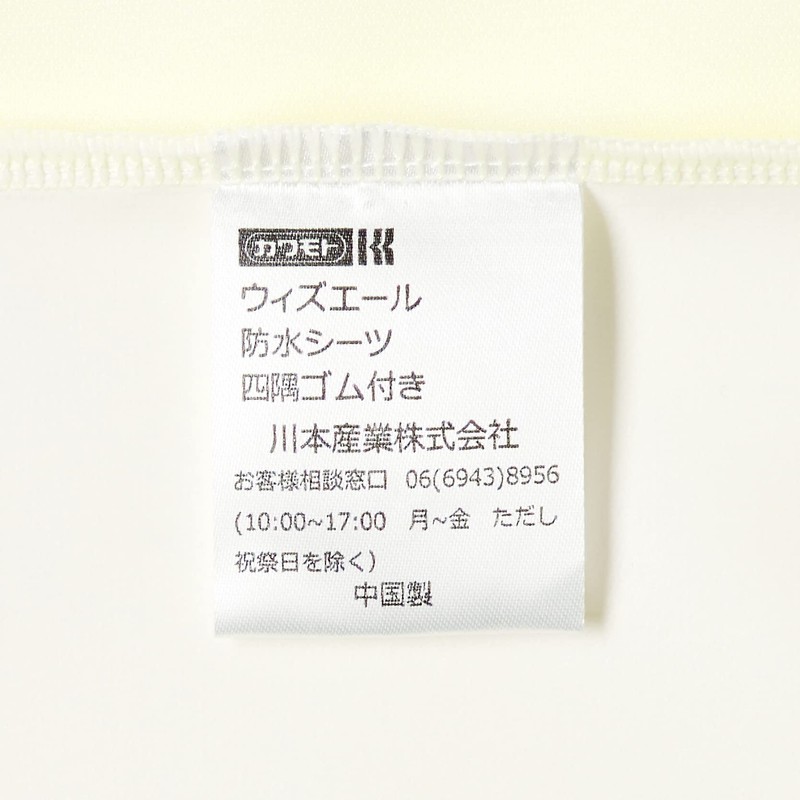 カワモト
ウィズエール
防水シーツ
四隅ゴム付き
川本産業株式会社
お客様相談窓口 06(6943)8956
(10:00~17:00 月~金 ただし
祝祭日を除く)
中国製